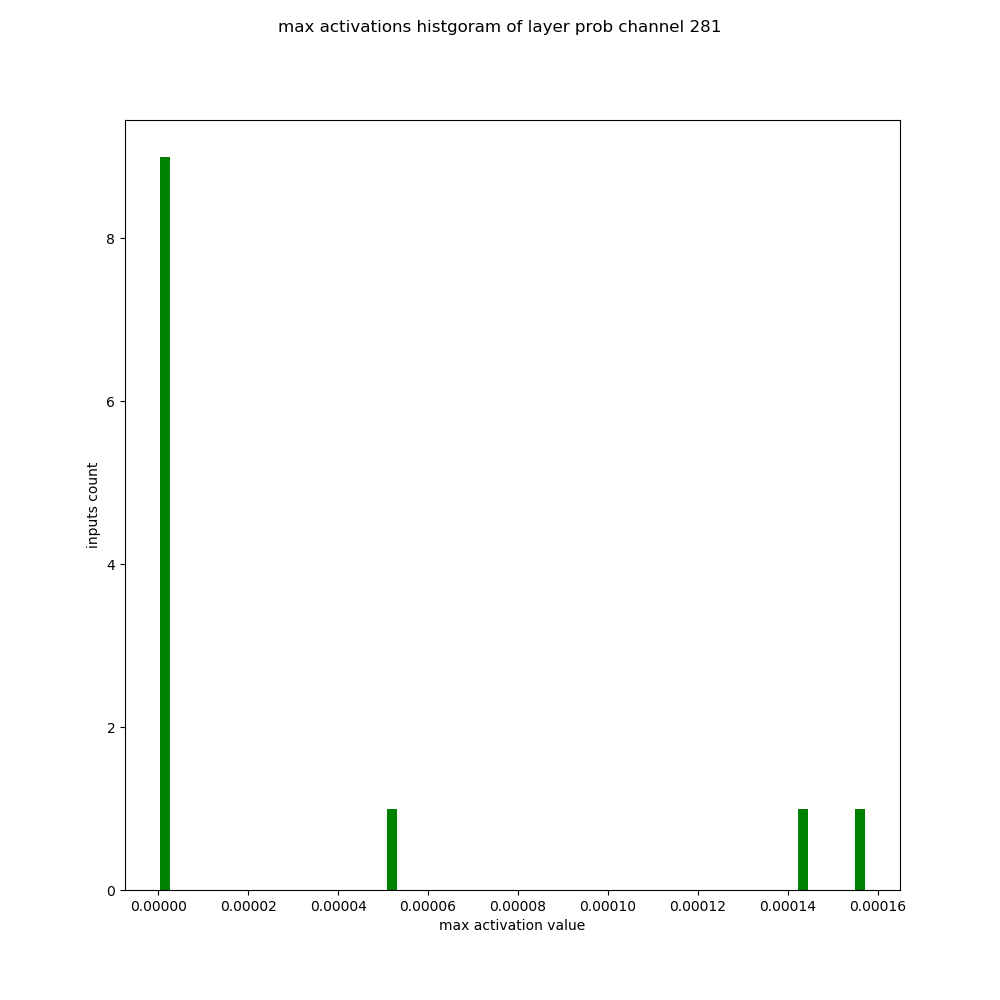 max activations histgoram of layer prob channel 281
8
6
4
2
0
inputs count
0.00000 0.00002 0.00004 0.00006 0.00008 0.00010 0.00012 0.00014 0.00016
max activation value